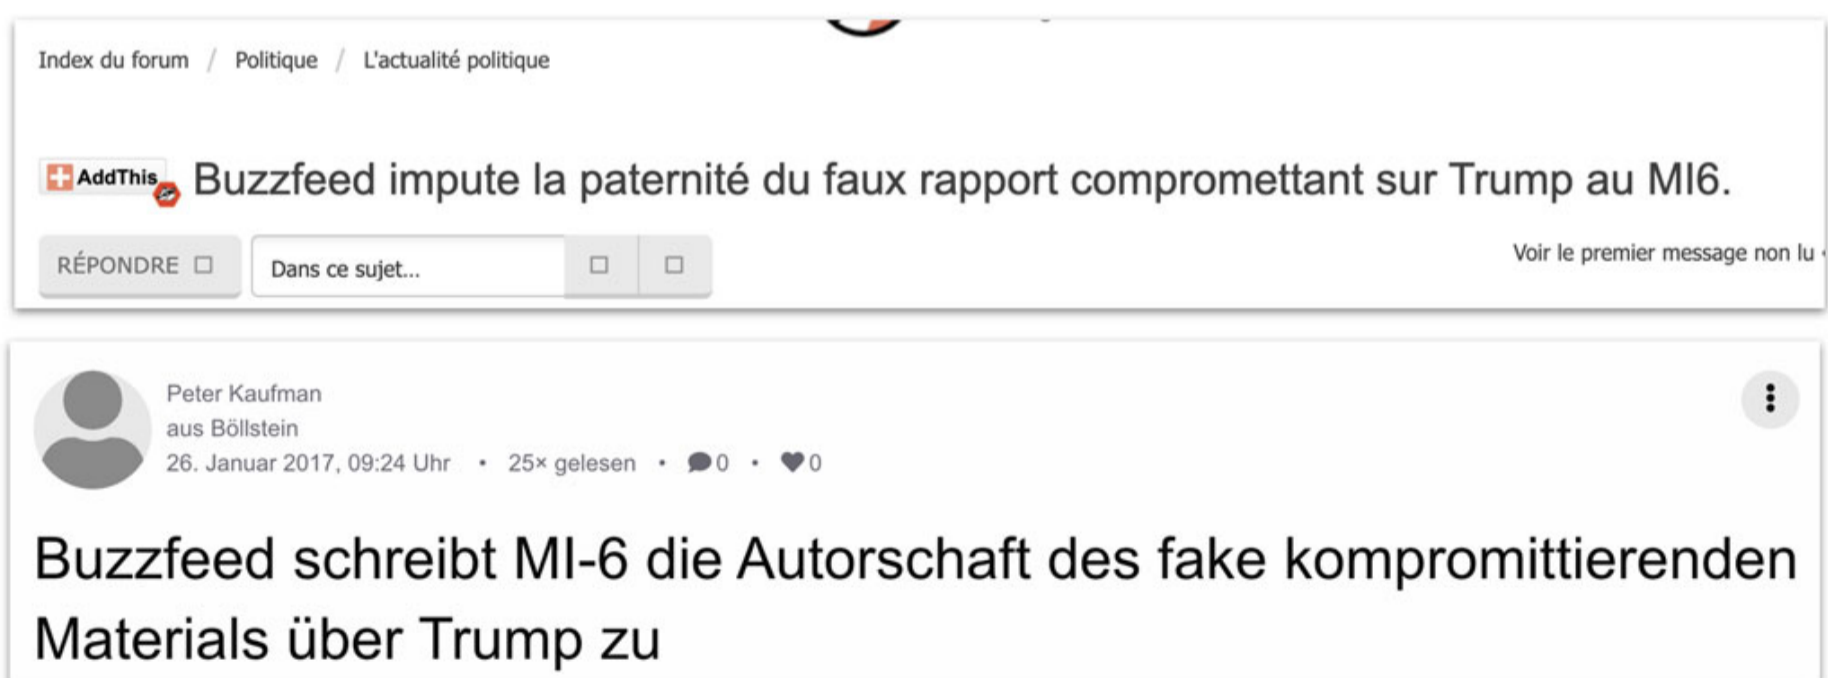 Index du forum / Politique / L'actualité politique
AddThis Buzzfeed impute la paternité du faux rapport compromettant sur Trump au MI6.
RÉPONDRE Dans ce sujet...
Voir le premier message non lu
Peter Kaufman
aus Böllstein
26. Januar 2017, 09:24 Uhr • 25× gelesen • 0 • 0
Buzzfeed schreibt MI-6 die Autorschaft des fake kompromittierenden
Materials über Trump zu